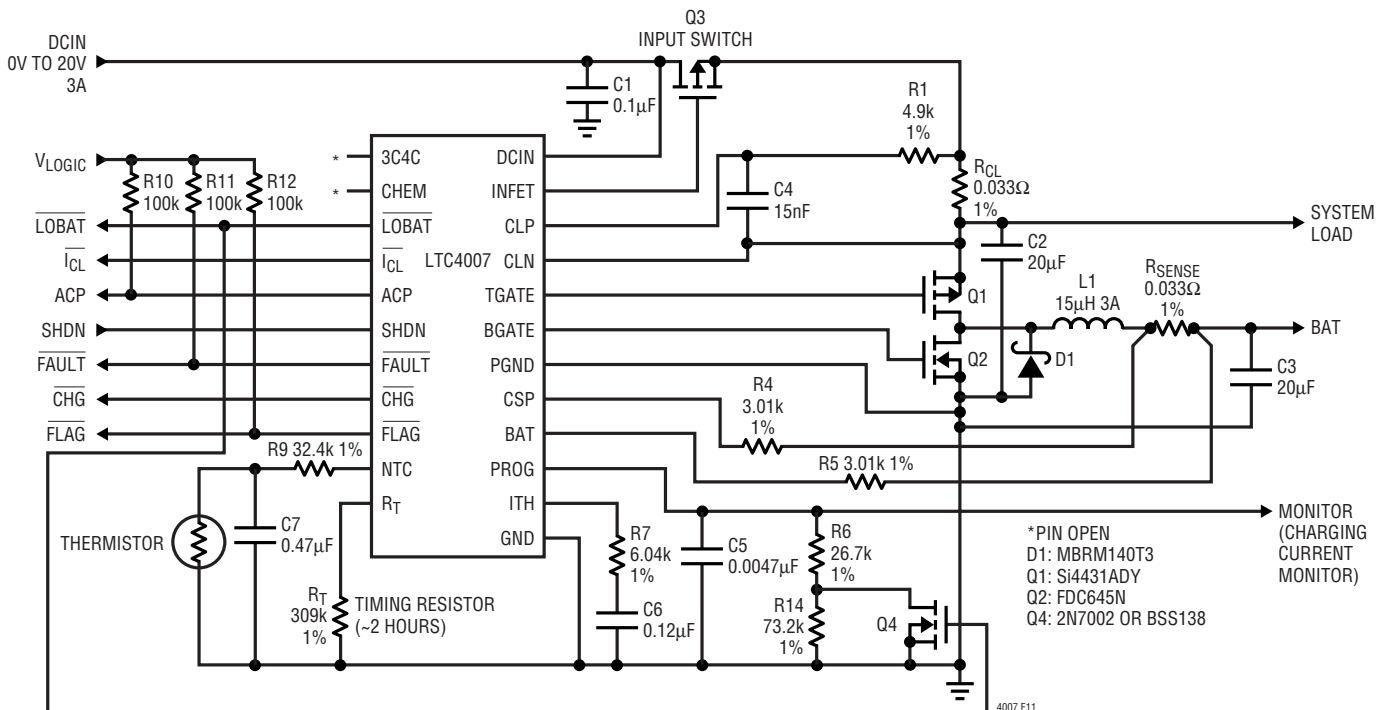 Q3
INPUT SWITCH
DCIN
0V TO 20V
3A
C1
0.1µF
R1
4.9k
1%
VLOGIC
R10
100k
R11
100k
R12
100k
*
3C4C
DCIN
*
CHEM
INFET
C4
15nF
RCL
0.033Ω
1%
LOBAT
LOBAT
CLP
SYSTEM
LOAD
ICL
ICL
LTC4007
CLN
C2
20µF
ACP
ACP
TGATE
Q1
L1
15µH 3A
RSENSE
0.033Ω
1%
SHDN
SHDN
BGATE
BAT
FAULT
FAULT
PGND
Q2
D1
C3
20µF
CHG
CHG
CSP
R4
3.01k
1%
FLAG
FLAG
BAT
R9 32.4k 1%
NTC
PROG
R5 3.01k 1%
RT
ITH
MONITOR
(CHARGING
CURRENT
MONITOR)
THERMISTOR
C7
0.47µF
GND
R7
6.04k
1%
C5
0.0047µF
R6
26.7k
1%
*PIN OPEN
D1: MBRM140T3
Q1: Si4431ADY
Q2: FDC645N
Q4: 2N7002 OR BSS138
RT
309k
1%
TIMING RESISTOR
(~2 HOURS)
C6
0.12µF
R14
73.2k
1%
Q4
4007 F11